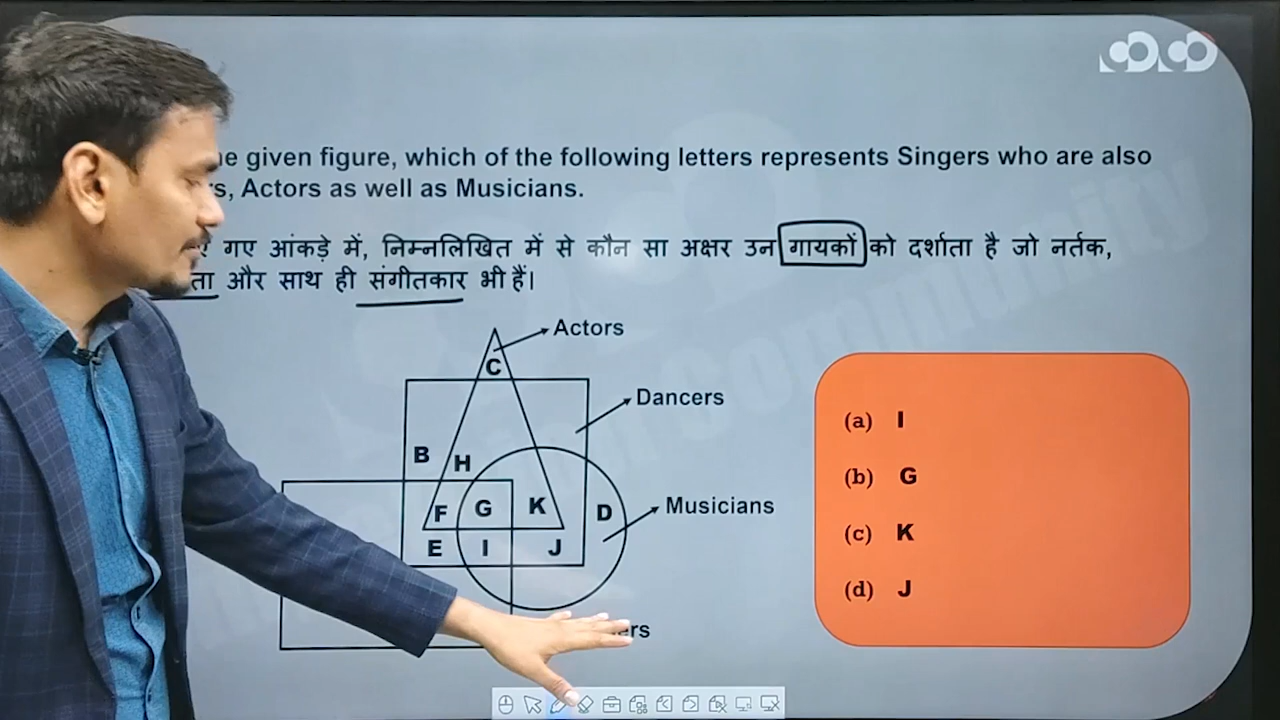 given figure, which of the following letters represents Singers who are also
Actors as well as Musicians.
गए आंकड़े में, निम्नलिखित में से कौन सा अक्षर उन गायकों को दर्शाता है जो नर्तक,
और साथ ही संगीतकार भी हैं।
Actors
C
Dancers
B
H
F
G
K
D
Musicians
E
I
J
(a) I
(b) G
(c) K
(d) J